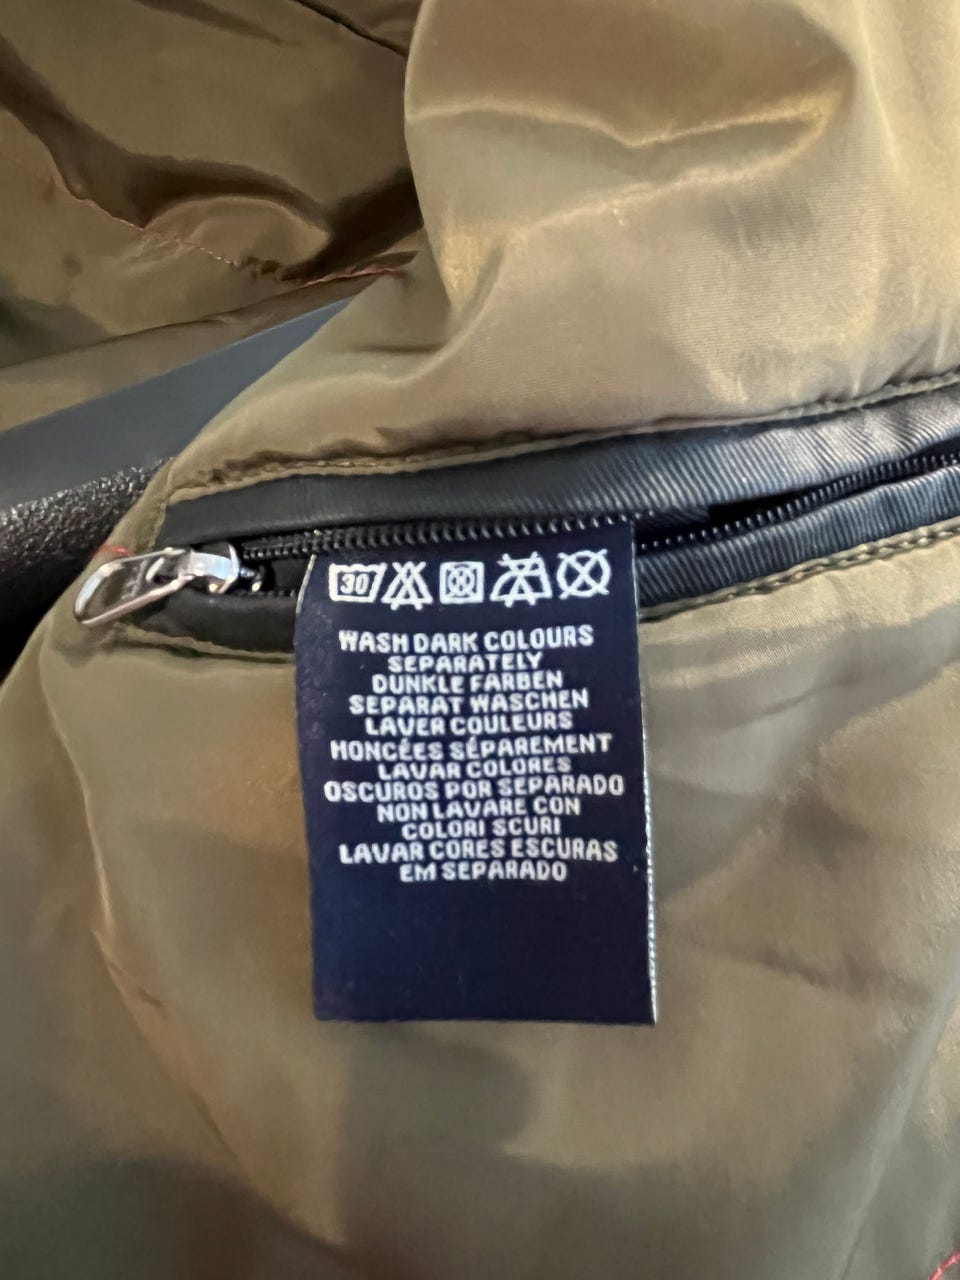 30
WASH DARK COLOURS
SEPARATELY
DUNKLE FARBEN
SEPARAT WASCHEN
LAVER COULEURS
HONCÉES SÉPAREMENT
LAVAR COLORES
OSCUROS POR SEPARADO
NON LAVARE CON
COLORI SCURI
LAVAR CORES ESCURAS
EM SEPARADO